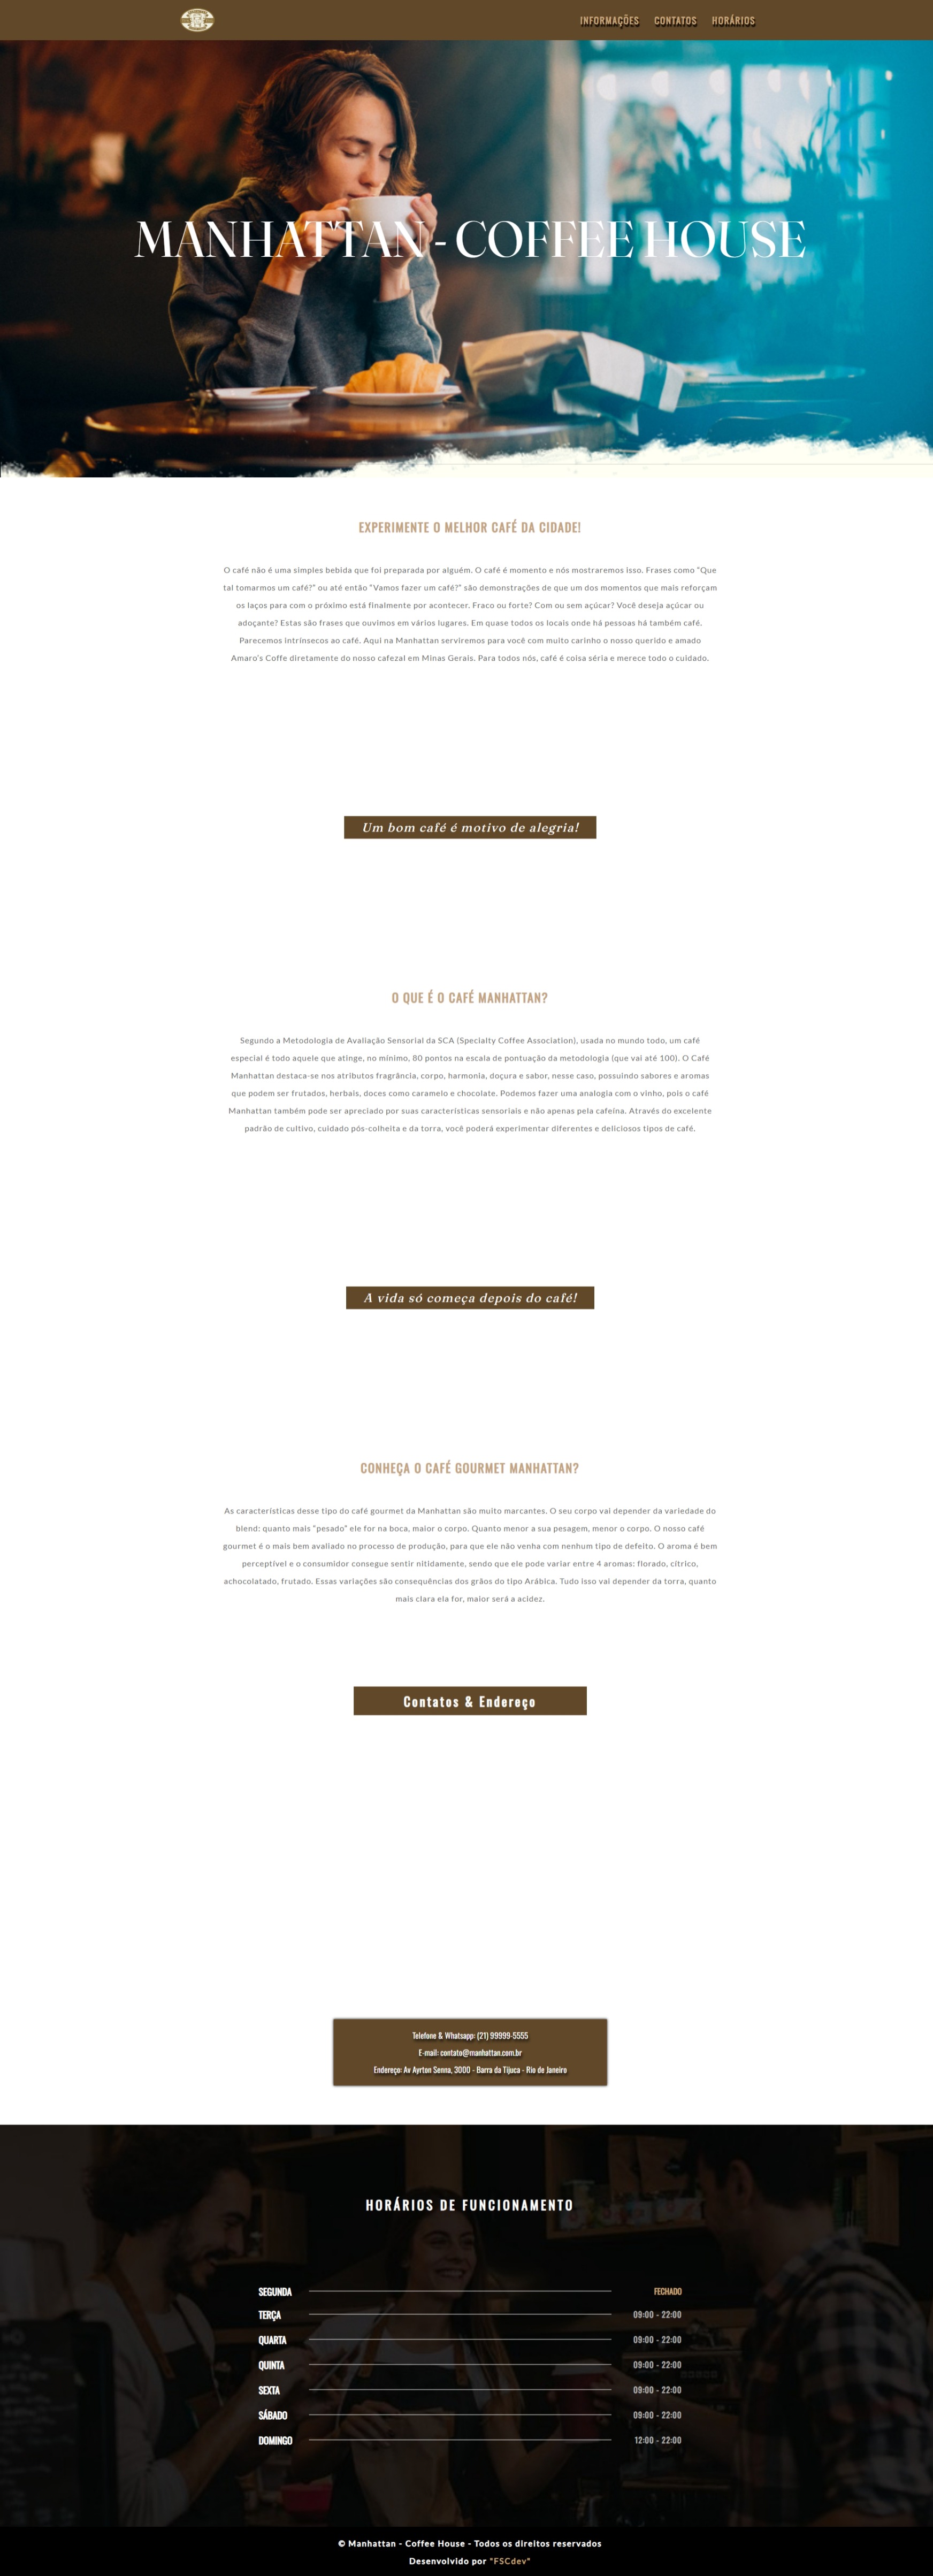 INFORMAÇÕES CONTATOS HORÁRIOS
MANHATTAN - COFFEE HOUSE
EXPERIMENTE O MELHOR CAFÉ DA CIDADE!
O café não é uma simples bebida que foi preparada por alguém. O café é momento e nós mostraremos isso. Frases como “Que
tal tomarmos um café?” ou até então “Vamos fazer um café?” são demonstrações de que um dos momentos que mais reforçam
os laços para com o próximo está finalmente por acontecer. Fraco ou forte? Com ou sem açúcar? Você deseja açúcar ou
adoçante? Estas são frases que ouvimos em vários lugares. Em quase todos os locais onde há pessoas há também café.
Parecemos intrínsecos ao café. Aqui na Manhattan serviremos para você com muito carinho o nosso querido e amado
Amaro's Coffe diretamente do nosso cafezal em Minas Gerais. Para todos nós, café é coisa séria e merece todo o cuidado.
Um bom café é motivo de alegria!
O QUE É O CAFÉ MANHATTAN?
Segundo a Metodologia de Avaliação Sensorial da SCA (Specialty Coffee Association), usada no mundo todo, um café
especial é todo aquele que atinge, no mínimo, 80 pontos na escala de pontuação da metodologia (que vai até 100). O Café
Manhattan destaca-se nos atributos fragrância, corpo, harmonia, doçura e sabor, nesse caso, possuindo sabores e aromas
que podem ser frutados, herbais, doces como caramelo e chocolate. Podemos fazer uma analogia com o vinho, pois o café
Manhattan também pode ser apreciado por suas características sensoriais e não apenas pela cafeína. Através do excelente
padrão de cultivo, cuidado pós-colheita e da torra, você poderá experimentar diferentes e deliciosos tipos de café.
A vida só começa depois do café!
CONHEÇA O CAFÉ GOURMET MANHATTAN?
As características desse tipo do café gourmet da Manhattan são muito marcantes. O seu corpo vai depender da variedade do
blend: quanto mais “pesado” ele for na boca, maior o corpo. Quanto menor a sua pesagem, menor o corpo. O nosso café
gourmet é o mais bem avaliado no processo de produção, para que ele não venha com nenhum tipo de defeito. O aroma é bem
perceptível e o consumidor consegue sentir nitidamente, sendo que ele pode variar entre 4 aromas: florado, cítrico,
achocolatado, frutado. Essas variações são consequências dos grãos do tipo Arábica. Tudo isso vai depender da torra, quanto
mais clara ela for, maior será a acidez.
Contatos & Endereço
Telefone & Whatsapp: (21) 99999-5555
E-mail: contato@manhattan.com.br
Endereço: Av Ayrton Senna, 3000 - Barra da Tijuca - Rio de Janeiro
HORÁRIOS DE FUNCIONAMENTO
SEGUNDA FECHADO
TERÇA 09:00 - 22:00
QUARTA 09:00 - 22:00
QUINTA 09:00 - 22:00
SEXTA 09:00 - 22:00
SÁBADO 09:00 - 22:00
DOMINGO 12:00 - 22:00
© Manhattan - Coffee House - Todos os direitos reservados
Desenvolvido por "FSCdev"